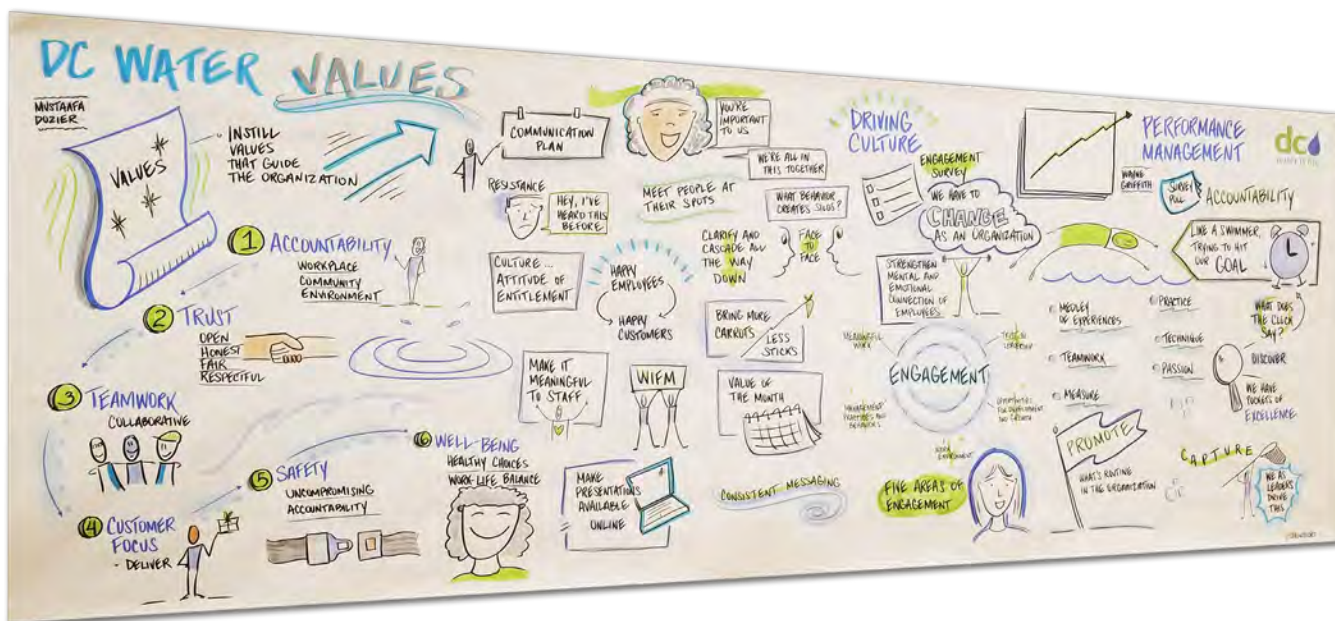 DC WATER VALUES
MUSTAAFA
DOZIER
VALUES
- INSTILL
VALUES
THAT GUIDE
THE ORGANIZATION
1 ACCOUNTABILITY
WORKPLACE
COMMUNITY
ENVIRONMENT
2 TRUST
OPEN
HONEST
FAIR
RESPECTFUL
3 TEAMWORK
COLLABORATIVE
4 CUSTOMER
FOCUS
- DELIVER
5 SAFETY
UNCOMPROMISING
ACCOUNTABILITY
6 WELL-BEING
HEALTHY CHOICES
WORK-LIFE BALANCE
COMMUNICATION
PLAN
RESISTANCE
HEY, I'VE
HEARD THIS
BEFORE
CULTURE ...
ATTITUDE OF
ENTITLEMENT
HAPPY
EMPLOYEES
HAPPY
CUSTOMERS
MAKE IT
MEANINGFUL
TO STAFF
WIFM
MAKE
PRESENTATIONS
AVAILABLE
ONLINE
YOU'RE
IMPORTANT
TO US
WE'RE ALL IN
THIS TOGETHER
MEET PEOPLE AT
THEIR SPOTS
WHAT BEHAVIOR
CREATES SILOS?
CLARIFY AND
CASCADE ALL
THE WAY
DOWN
FACE
TO
FACE
BRING MORE
CARROTS
LESS
STICKS
VALUE OF
THE MONTH
CONSISTENT MESSAGING
DRIVING
CULTURE
ENGAGEMENT
SURVEY
WE HAVE TO
CHANGE
AS AN ORGANIZATION
STRENGTHEN
MENTAL AND
EMOTIONAL
CONNECTION OF
EMPLOYEES
MEANINGFUL
WORK
ENGAGEMENT
FIVE AREAS OF
ENGAGEMENT
PERFORMANCE
MANAGEMENT
dc
WAYNE
GRIFFITH
SURVEY
PULL
ACCOUNTABILITY
LIKE A SWIMMER,
TRYING TO HIT
OUR GOAL
MEDLEY
OF EXPERIENCES
TEAMWORK
MEASURE
PRACTICE
TECHNIQUE
PASSION
WHAT DOES
THE CLICK
SAY?
DISCOVER
WE HAVE
POCKETS OF
EXCELLENCE
PROMOTE
WHAT'S ROUTINE
IN THE ORGANIZATION
CAPTURE
WE AS
LEADERS
DRIVE
THIS